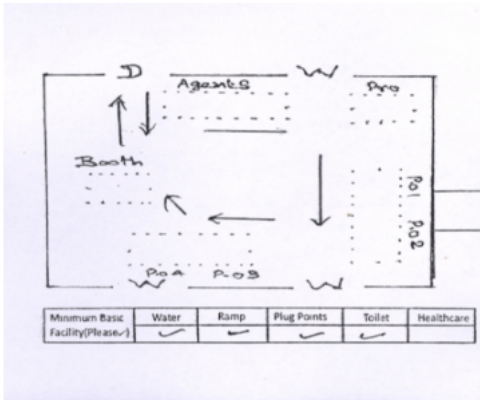 D W
Agents Pro
Booth
Po1
Po2
Po4 Po3
W W
Minimum Basic Water Ramp Plug Points Toilet Healthcare
Facility(Please✓) ✓ ✓ ✓ ✓